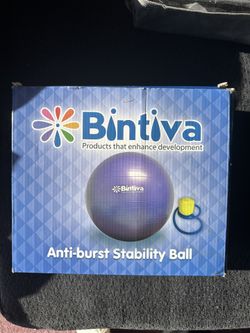 Bintiva
Products that enhance development
Bintiva
Anti-burst Stability Ball